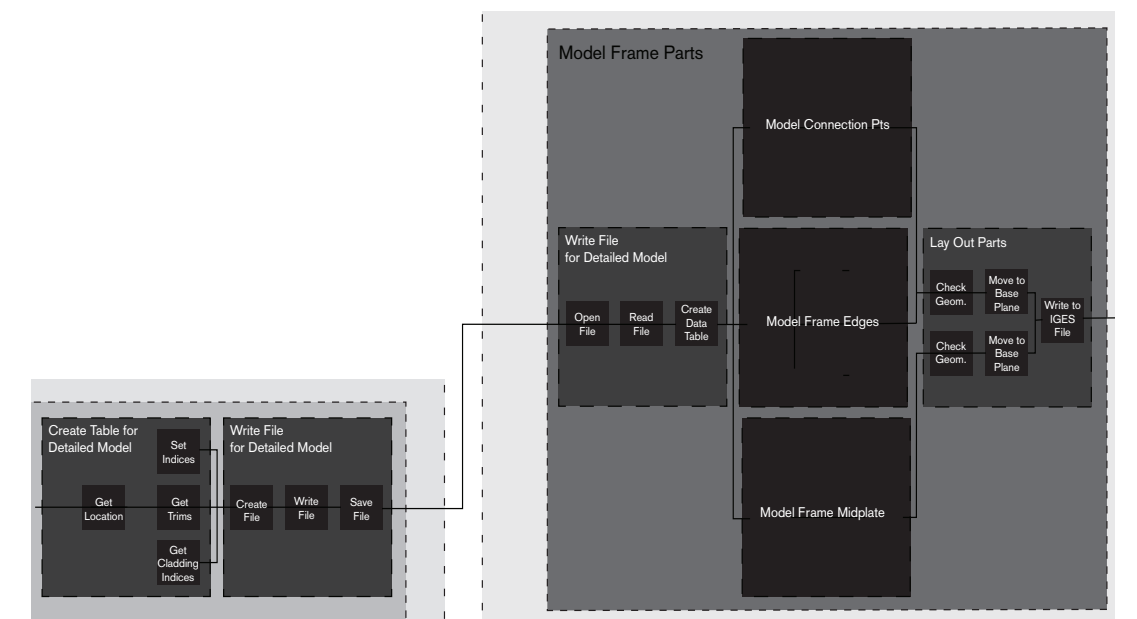 Model Frame Parts
Model Connection Pts
Write File
for Detailed Model
Open
File
Read
File
Create
Data
Table
Model Frame Edges
Lay Out Parts
Check
Geom.
Move to
Base
Plane
Write to
IGES
File
Check
Geom.
Move to
Base
Plane
Model Frame Midplate
Create Table for
Detailed Model
Set
Indices
Get
Location
Get
Trims
Get
Cladding
Indices
Write File
for Detailed Model
Create
File
Write
File
Save
File